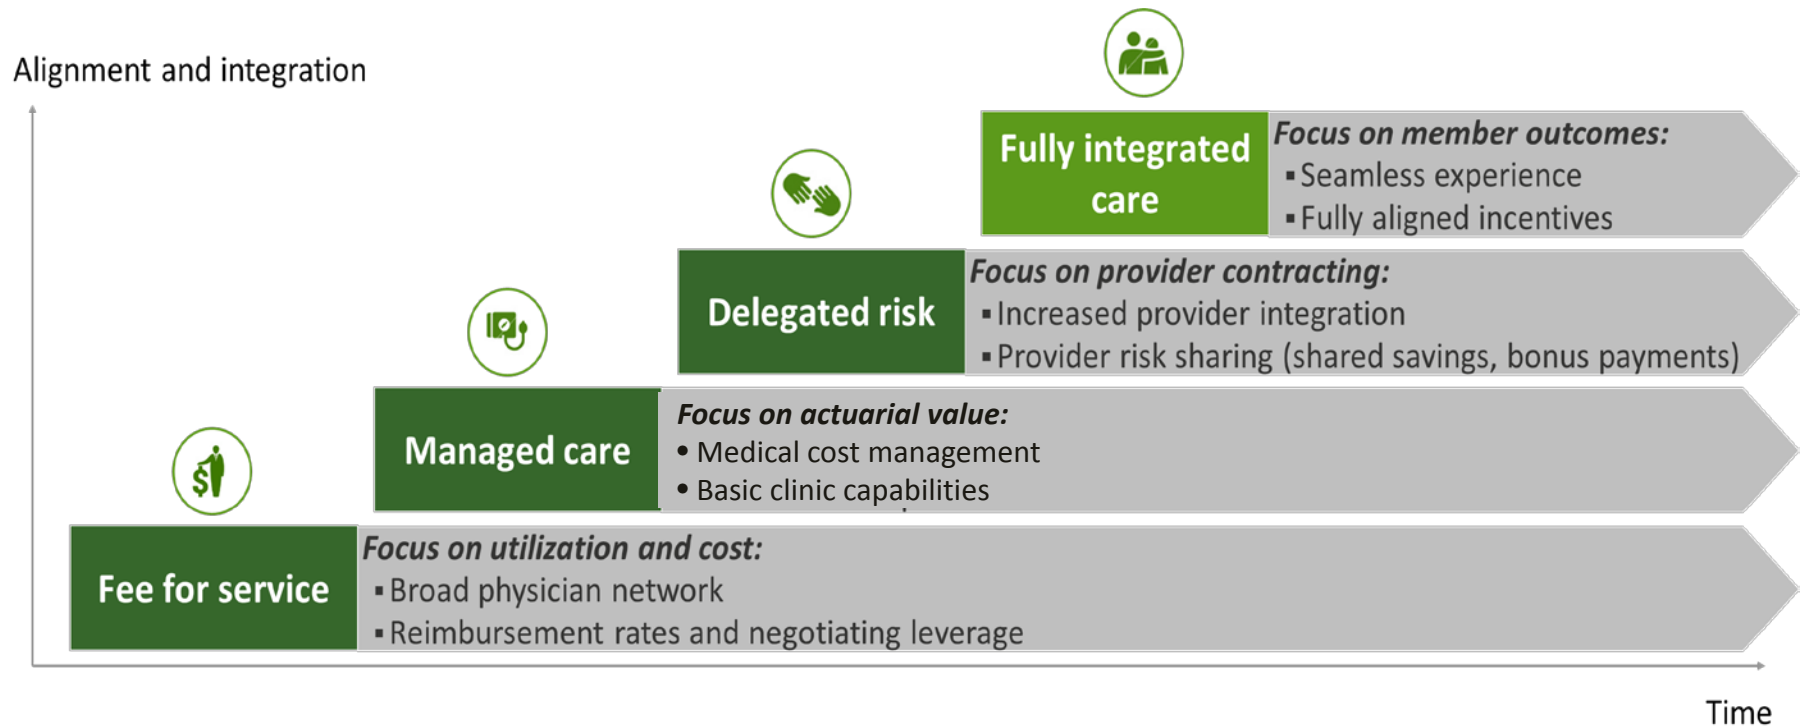 Alignment and integration
Fully integrated
care
Focus on member outcomes:
▪ Seamless experience
▪ Fully aligned incentives
Delegated risk
Focus on provider contracting:
▪ Increased provider integration
▪ Provider risk sharing (shared savings, bonus payments)
Managed care
Focus on actuarial value:
• Medical cost management
• Basic clinic capabilities
$
Fee for service
Focus on utilization and cost:
▪ Broad physician network
▪ Reimbursement rates and negotiating leverage
Time